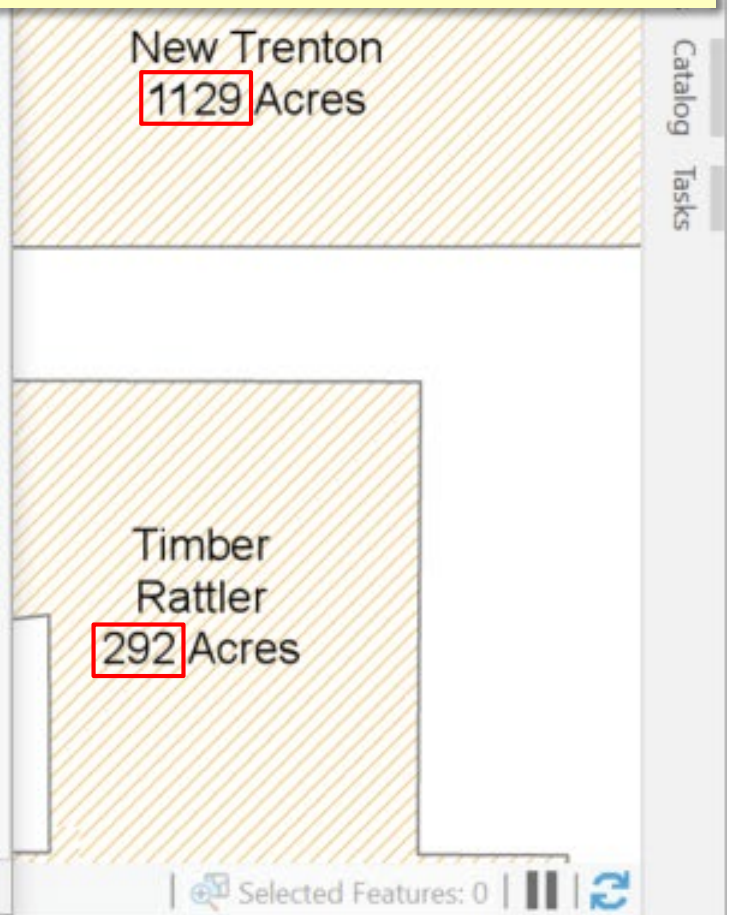 New Trenton
1129 Acres
Catalog
Tasks
Timber
Rattler
292 Acres
Selected Features: 0